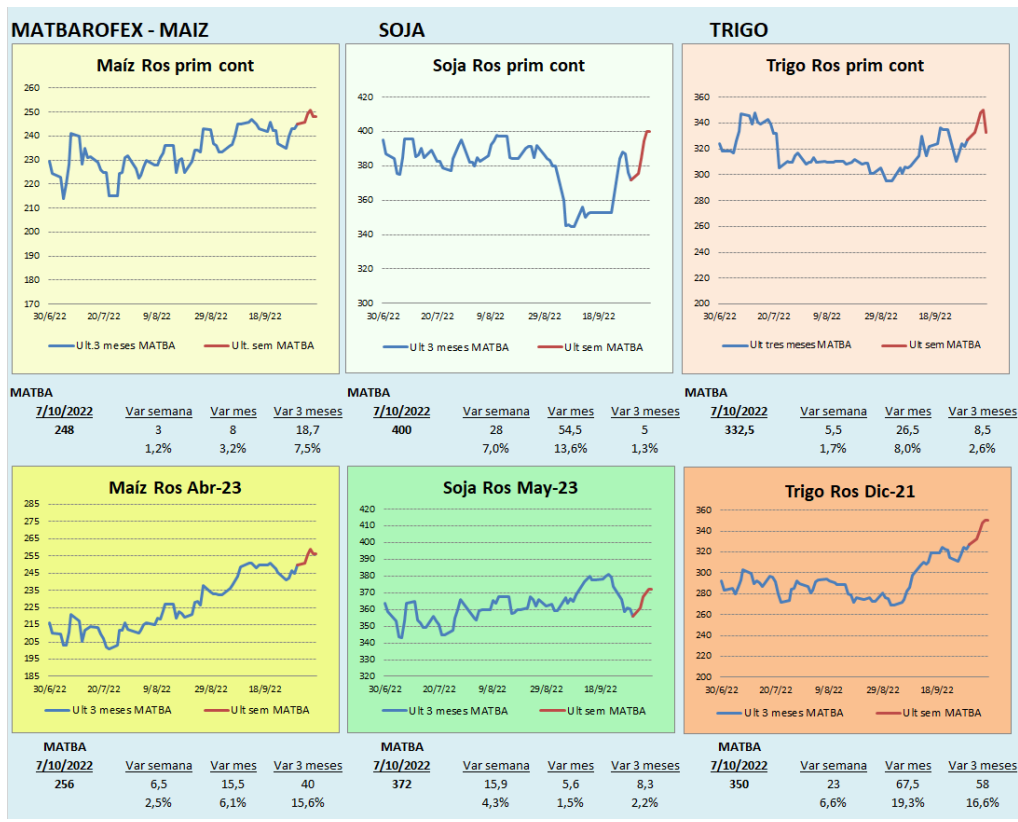 MATBAROFEX - MAIZ SOJA TRIGO
Maíz Ros prim cont
260
250
240
230
220
210
200
190
180
170
30/6/22 20/7/22 9/8/22 29/8/22 18/9/22
Ult.3 meses MATBA Ult. sem MATBA
Soja Ros prim cont
420
400
380
360
340
320
300
30/6/22 20/7/22 9/8/22 29/8/22 18/9/22
Ult 3 meses MATBA Ult sem MATBA
Trigo Ros prim cont
360
340
320
300
280
260
240
220
200
30/6/22 20/7/22 9/8/22 29/8/22 18/9/22
Ult tres meses MATBA Ult sem MATBA
MATBA
7/10/2022 Var semana Var mes Var 3 meses
248 3 8 18,7
1,2% 3,2% 7,5%
MATBA
7/10/2022 Var semana Var mes Var 3 meses
400 28 54,5 5
7,0% 13,6% 1,3%
MATBA
7/10/2022 Var semana Var mes Var 3 meses
332,5 5,5 26,5 8,5
1,7% 8,0% 2,6%
Maíz Ros Abr-23
285
275
265
255
245
235
225
215
205
195
185
30/6/22 20/7/22 9/8/22 29/8/22 18/9/22
Ult 3 meses MATBA Ult sem MATBA
Soja Ros May-23
420
410
400
390
380
370
360
350
340
330
320
30/6/22 20/7/22 9/8/22 29/8/22 18/9/22
Ult 3 meses MATBA Ult sem MATBA
Trigo Ros Dic-21
360
340
320
300
280
260
240
220
200
30/6/22 20/7/22 9/8/22 29/8/22 18/9/22
Ult 3 meses MATBA Ult sem MATBA
MATBA
7/10/2022 Var semana Var mes Var 3 meses
256 6,5 15,5 40
2,5% 6,1% 15,6%
MATBA
7/10/2022 Var semana Var mes Var 3 meses
372 15,9 5,6 8,3
4,3% 1,5% 2,2%
MATBA
7/10/2022 Var semana Var mes Var 3 meses
350 23 67,5 58
6,6% 19,3% 16,6%